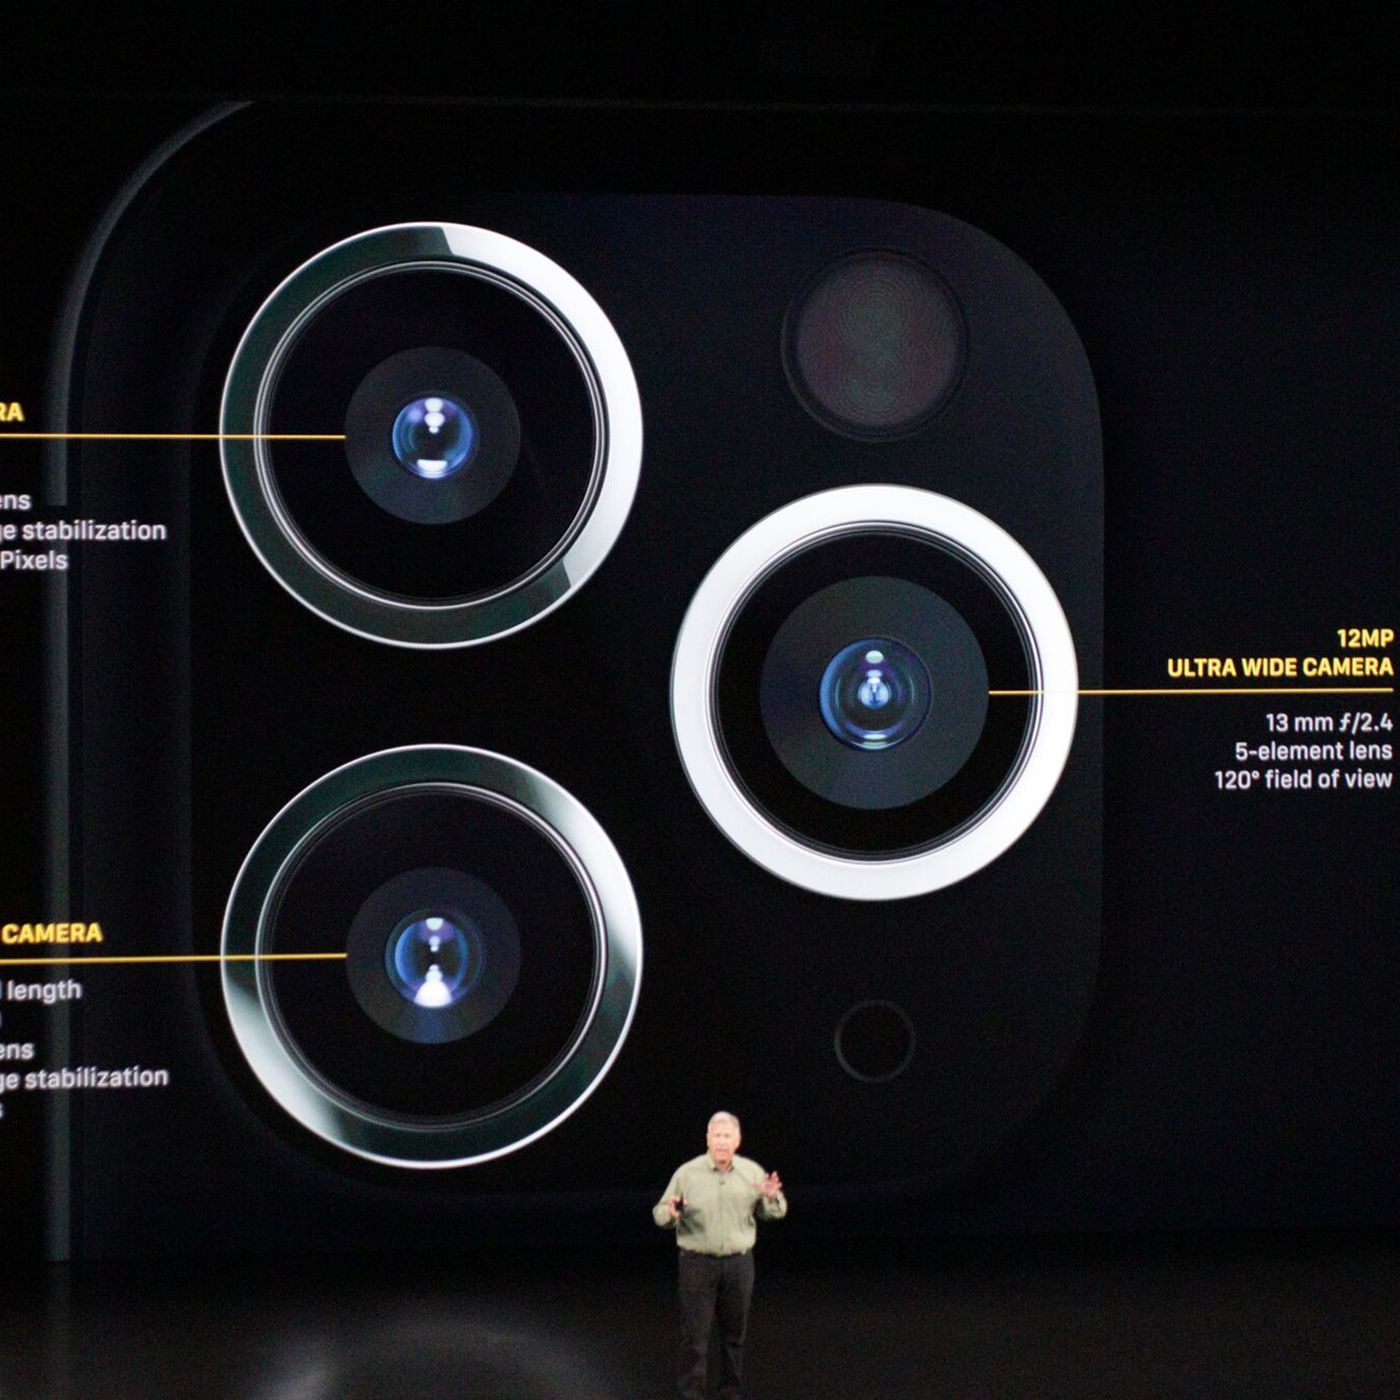 RA
ens
ge stabilization
Pixels
12MP
ULTRA WIDE CAMERA
13 mm ƒ/2.4
5-element lens
120° field of view
CAMERA
length
ens
ge stabilization
s